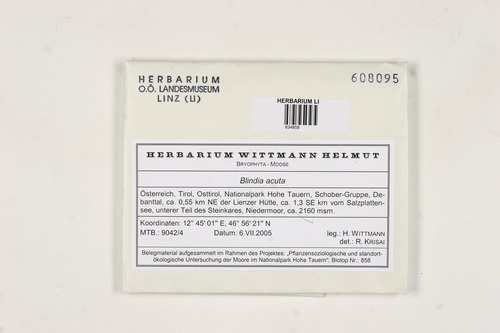 HERBARIUM
O.Ö. LANDESMUSEUM
LINZ (LI)
608095
HERBARIUM LI
934858
HERBARIUM WITTMANN HELMUT
BRYOPHYTA - MOOSE
Blindia acuta
Österreich, Tirol, Osttirol, Nationalpark Hohe Tauern, Schober-Gruppe, De-
banttal, ca. 0,55 km NE der Lienzer Hütte, ca. 1,3 SE km vom Salzplatten-
see, unterer Teil des Steinkares, Niedermoor, ca. 2160 msm.
Koordinaten: 12° 45' 01" E, 46° 56' 21" N
MTB.: 9042/4 Datum: 6.VII.2005 leg.: H. WITTMANN
det.: R. KRISAI
Belegmaterial aufgesammelt im Rahmen des Projektes: „Pflanzensoziologische und standort-
ökologische Untersuchung der Moore im Nationalpark Hohe Tauern"; Biotop Nr.: 858